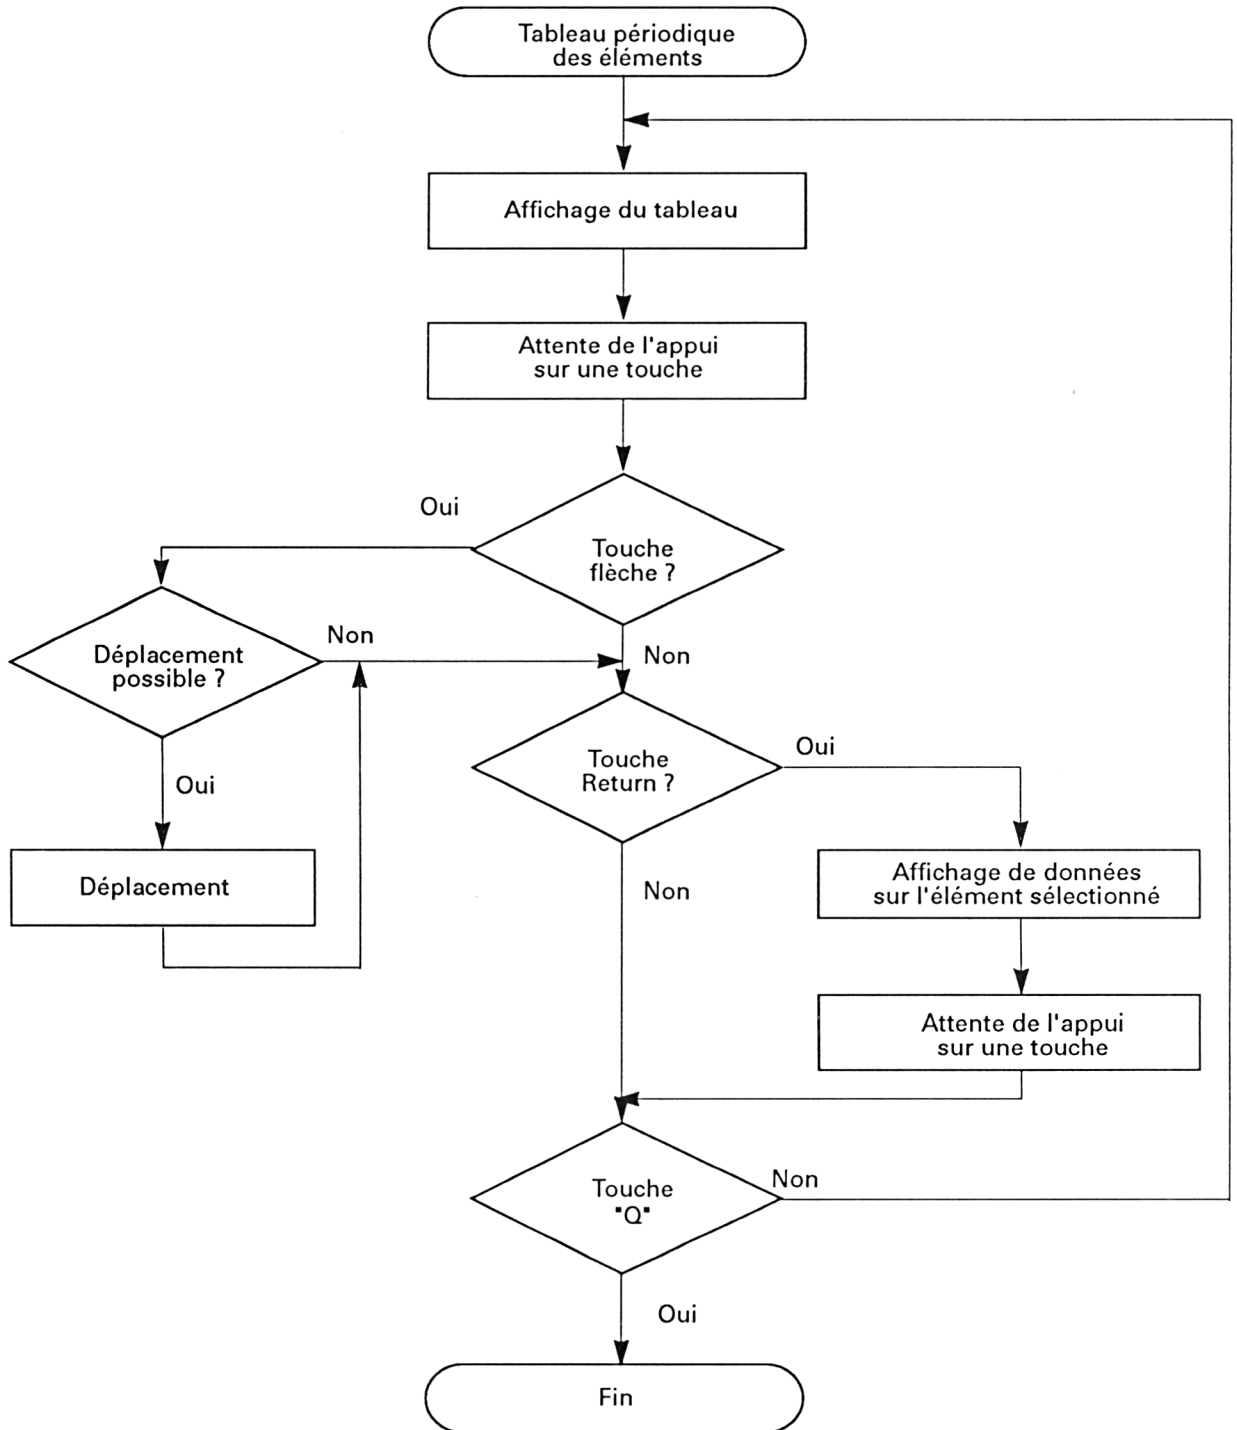 Tableau périodique
des éléments
Affichage du tableau
Attente de l'appui
sur une touche
Oui
Touche
flèche ?
Non
Déplacement
possible ?
Non
Oui
Touche
Return ?
Oui
Déplacement
Non
Affichage de données
sur l'élément sélectionné
Attente de l'appui
sur une touche
Touche
"Q"
Non
Oui
Fin